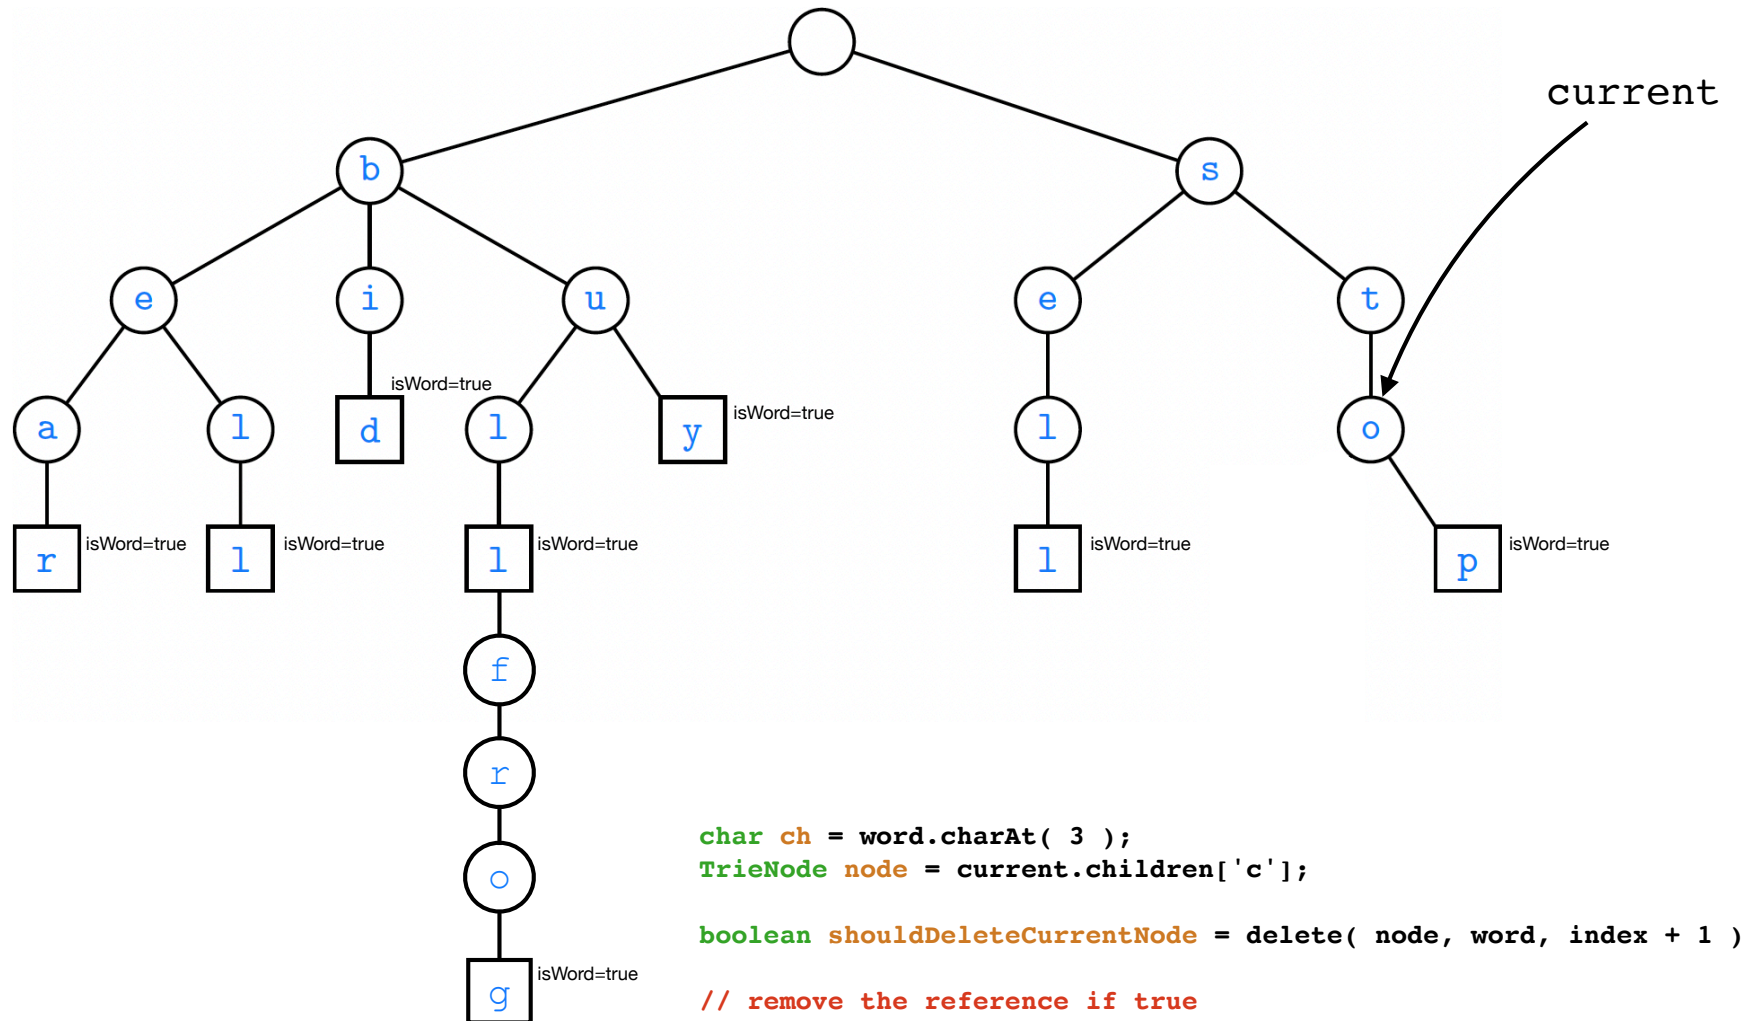 current
b
s
e
i
u
e
t
isWord=true
a
l
d
l
y
isWord=true
l
o
r
isWord=true
l
isWord=true
l
isWord=true
l
isWord=true
p
isWord=true
f
r
o
g
isWord=true
char ch = word.charAt( 3 );
TrieNode node = current.children['c'];
boolean shouldDeleteCurrentNode = delete( node, word, index + 1 )
// remove the reference if true